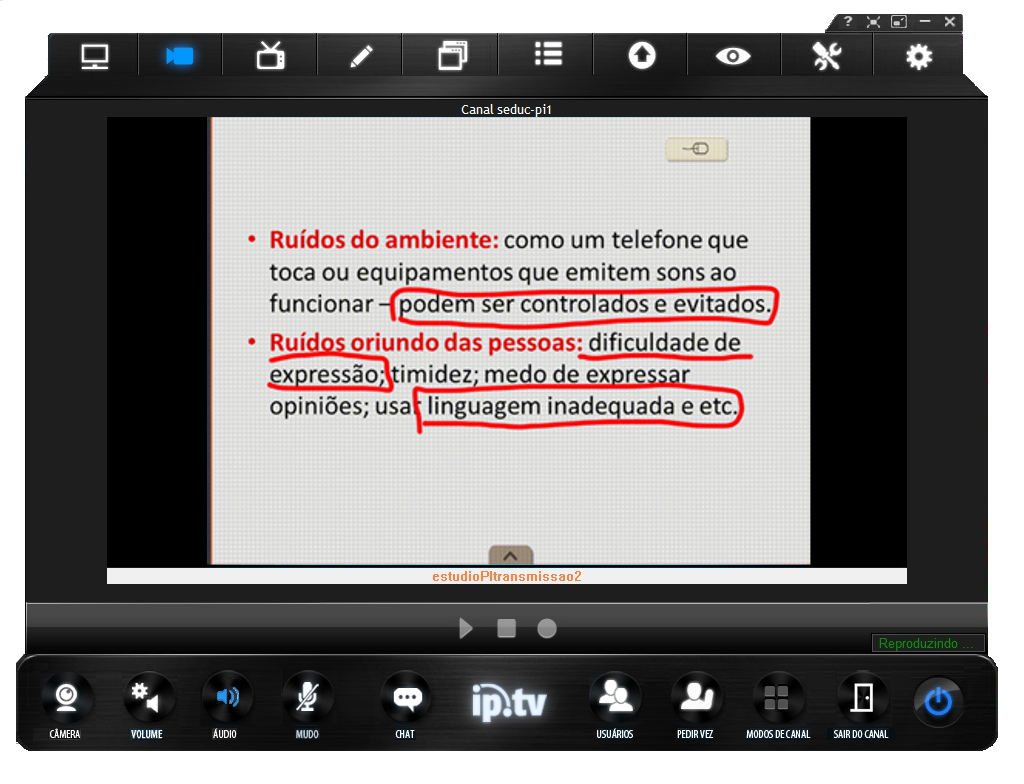 ?
Canal seduc-pi1
• Ruídos do ambiente: como um telefone que
toca ou equipamentos que emitem sons ao
funcionar – podem ser controlados e evitados.
• Ruídos oriundo das pessoas: dificuldade de
expressão; timidez; medo de expressar
opiniões; usar linguagem inadequada e etc.
estudioPItransmissao2
Reproduzindo ...
ip.tv
CÂMERA VOLUME ÁUDIO MUDO CHAT USUÁRIOS PEDIR VEZ MODOS DE CANAL SAIR DO CANAL